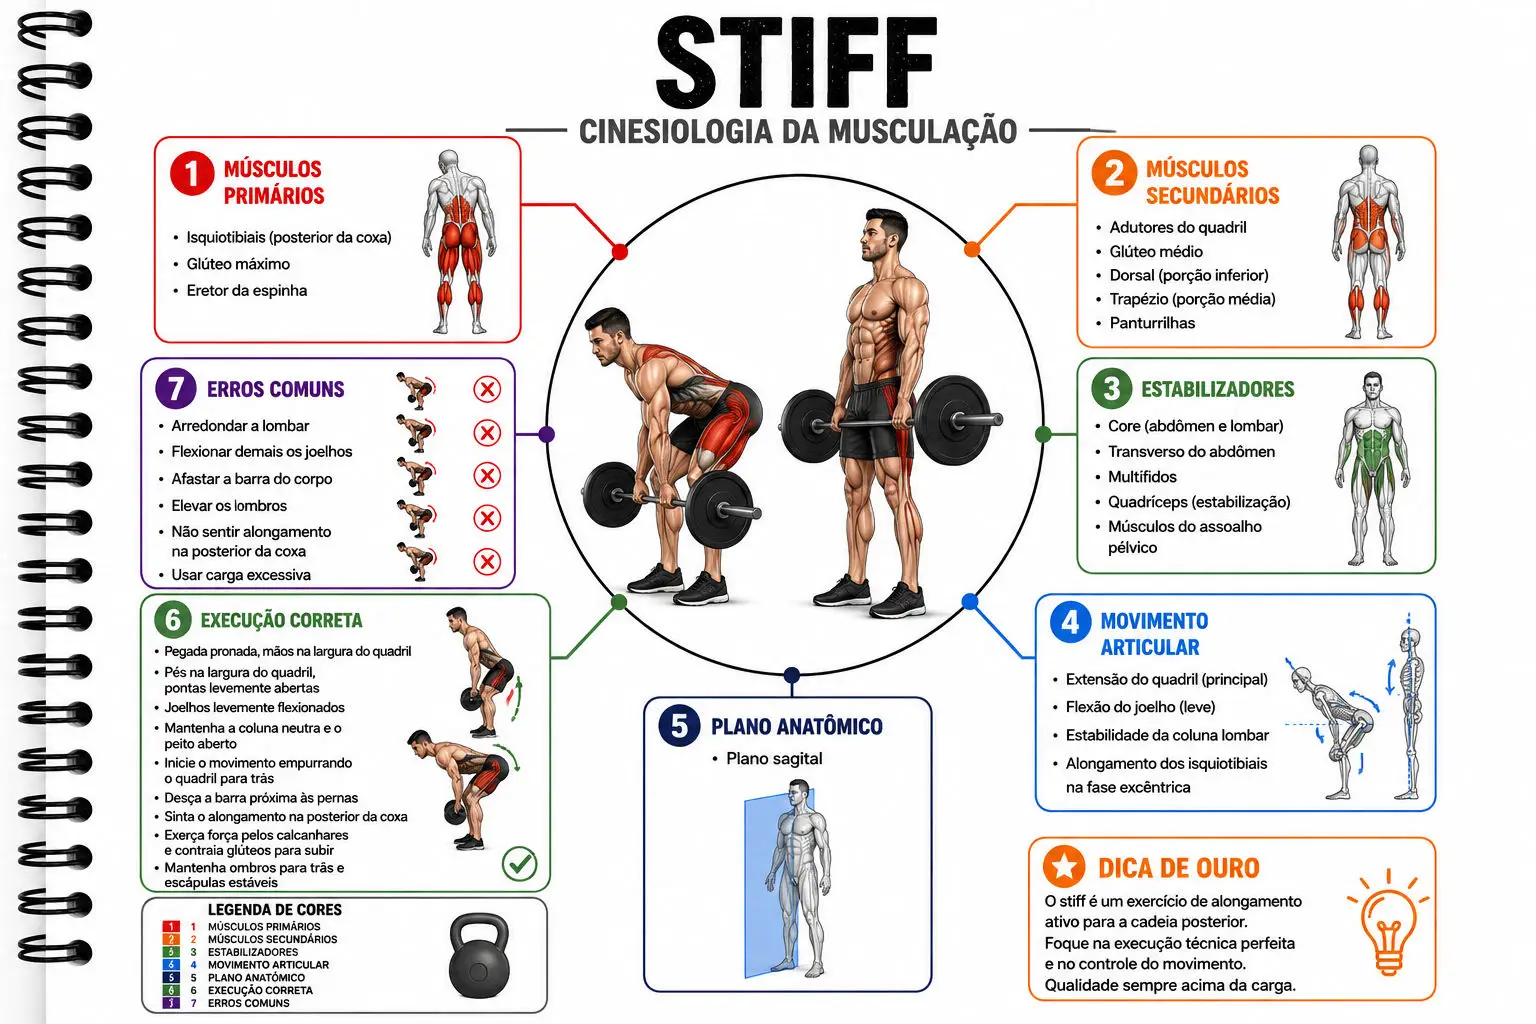 STIFF
CINESIOLOGIA DA MUSCULAÇÃO
1 MÚSCULOS
PRIMÁRIOS
• Isquiotibiais (posterior da coxa)
• Glúteo máximo
• Eretor da espinha
2 MÚSCULOS
SECUNDÁRIOS
• Adutores do quadril
• Glúteo médio
• Dorsal (porção inferior)
• Trapézio (porção média)
• Panturrilhas
3 ESTABILIZADORES
• Core (abdômen e lombar)
• Transverso do abdômen
• Multífidos
• Quadríceps (estabilização)
• Músculos do assoalho
pélvico
4 MOVIMENTO
ARTICULAR
• Extensão do quadril (principal)
• Flexão do joelho (leve)
• Estabilidade da coluna lombar
• Alongamento dos isquiotibiais
na fase excêntrica
5 PLANO ANATÔMICO
• Plano sagital
6 EXECUÇÃO CORRETA
• Pegada pronada, mãos na largura do quadril
• Pés na largura do quadril,
pontas levemente abertas
• Joelhos levemente flexionados
• Mantenha a coluna neutra e o
peito aberto
• Inicie o movimento empurrando
o quadril para trás
• Desça a barra próxima às pernas
• Sinta o alongamento na posterior da coxa
• Exerça força pelos calcanhares
e contraia glúteos para subir
• Mantenha ombros para trás e
escápulas estáveis
7 ERROS COMUNS
• Arredondar a lombar
• Flexionar demais os joelhos
• Afastar a barra do corpo
• Elevar os lombros
• Não sentir alongamento
na posterior da coxa
• Usar carga excessiva
LEGENDA DE CORES
1 1 MÚSCULOS PRIMÁRIOS
2 2 MÚSCULOS SECUNDÁRIOS
3 ESTABILIZADORES
4 MOVIMENTO ARTICULAR
5 PLANO ANATÔMICO
6 EXECUÇÃO CORRETA
7 ERROS COMUNS
DICA DE OURO
O stiff é um exercício de alongamento
ativo para a cadeia posterior.
Foque na execução técnica perfeita
e no controle do movimento.
Qualidade sempre acima da carga.